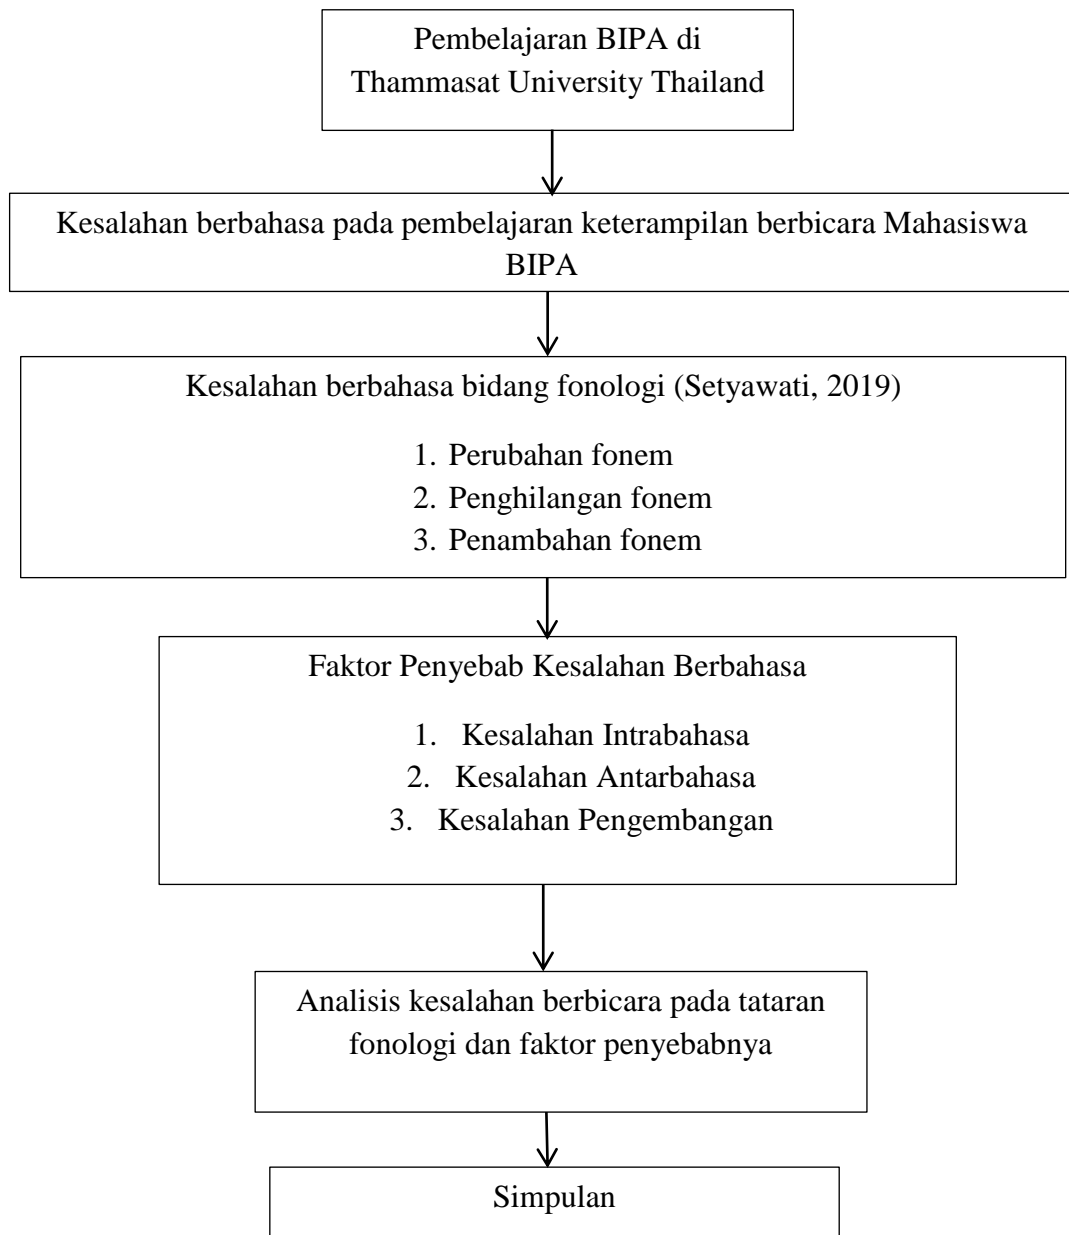 Pembelajaran BIPA di
Thammasat University Thailand
Kesalahan berbahasa pada pembelajaran keterampilan berbicara Mahasiswa
BIPA
Kesalahan berbahasa bidang fonologi (Setyawati, 2019)
1. Perubahan fonem
2. Penghilangan fonem
3. Penambahan fonem
Faktor Penyebab Kesalahan Berbahasa
1. Kesalahan Intrabahasa
2. Kesalahan Antarbahasa
3. Kesalahan Pengembangan
Analisis kesalahan berbicara pada tataran
fonologi dan faktor penyebabnya
Simpulan